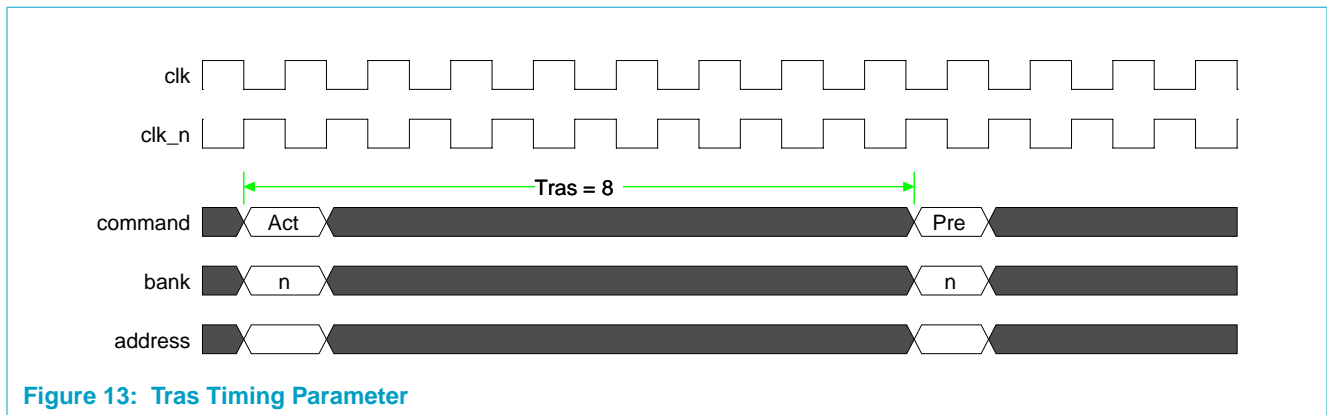 clk
clk_n
Tras = 8
command Act Pre
bank n n
address
Figure 13: Tras Timing Parameter